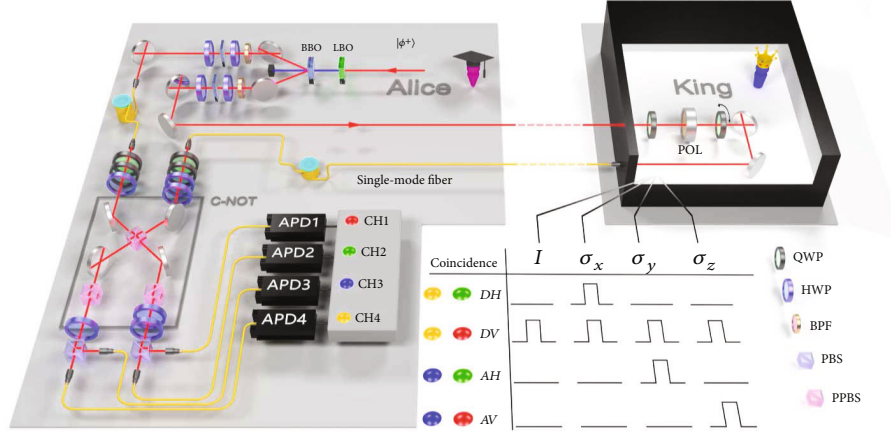 BBO
LBO
|ϕ⁺⟩
Alice
King
POL
Single-mode fiber
C-NOT
APD1
APD2
APD3
APD4
CH1
CH2
CH3
CH4
Coincidence
I σx σy σz
DH
DV
AH
AV
QWP
HWP
BPF
PBS
PPBS